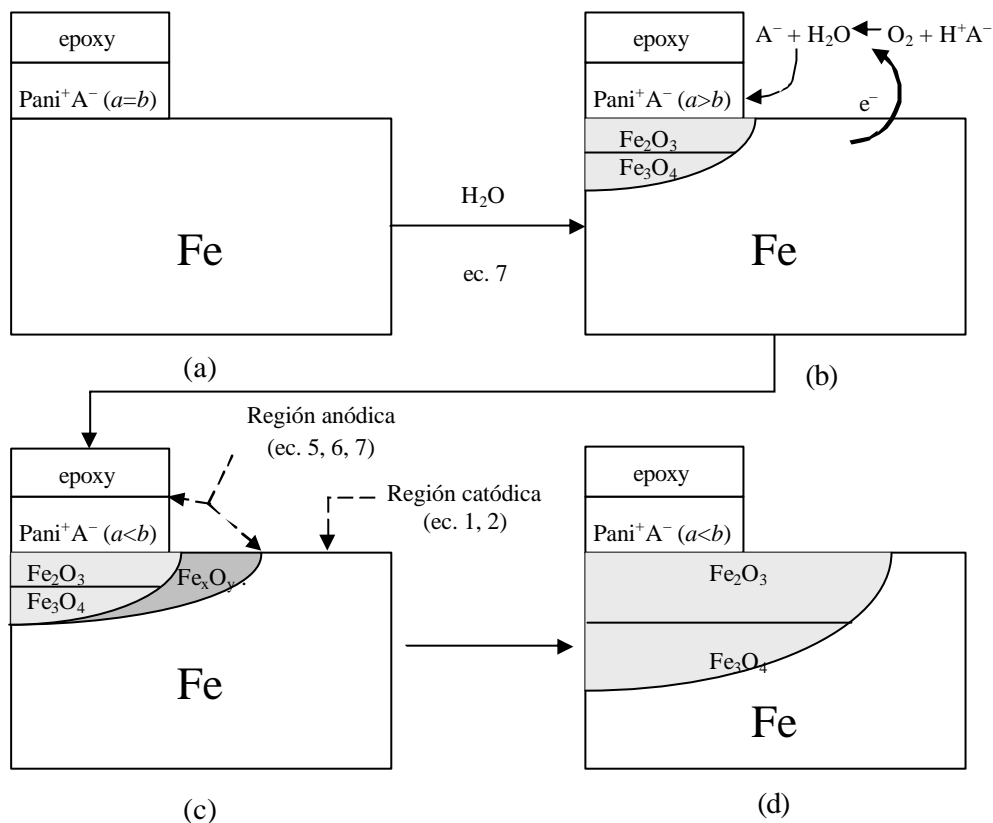 epoxy
Pani⁺A⁻ (a=b)
Fe
(a)
H₂O
ec. 7
epoxy
Pani⁺A⁻ (a>b)
A⁻ + H₂O O₂ + H⁺A⁻
e⁻
Fe₂O₃
Fe₃O₄
Fe
(b)
Región anódica
(ec. 5, 6, 7)
Región catódica
(ec. 1, 2)
epoxy
Pani⁺A⁻ (a<b)
Fe₂O₃
Fe₃O₄
FeₓOᵧ.
Fe
(c)
epoxy
Pani⁺A⁻ (a<b)
Fe₂O₃
Fe₃O₄
Fe
(d)